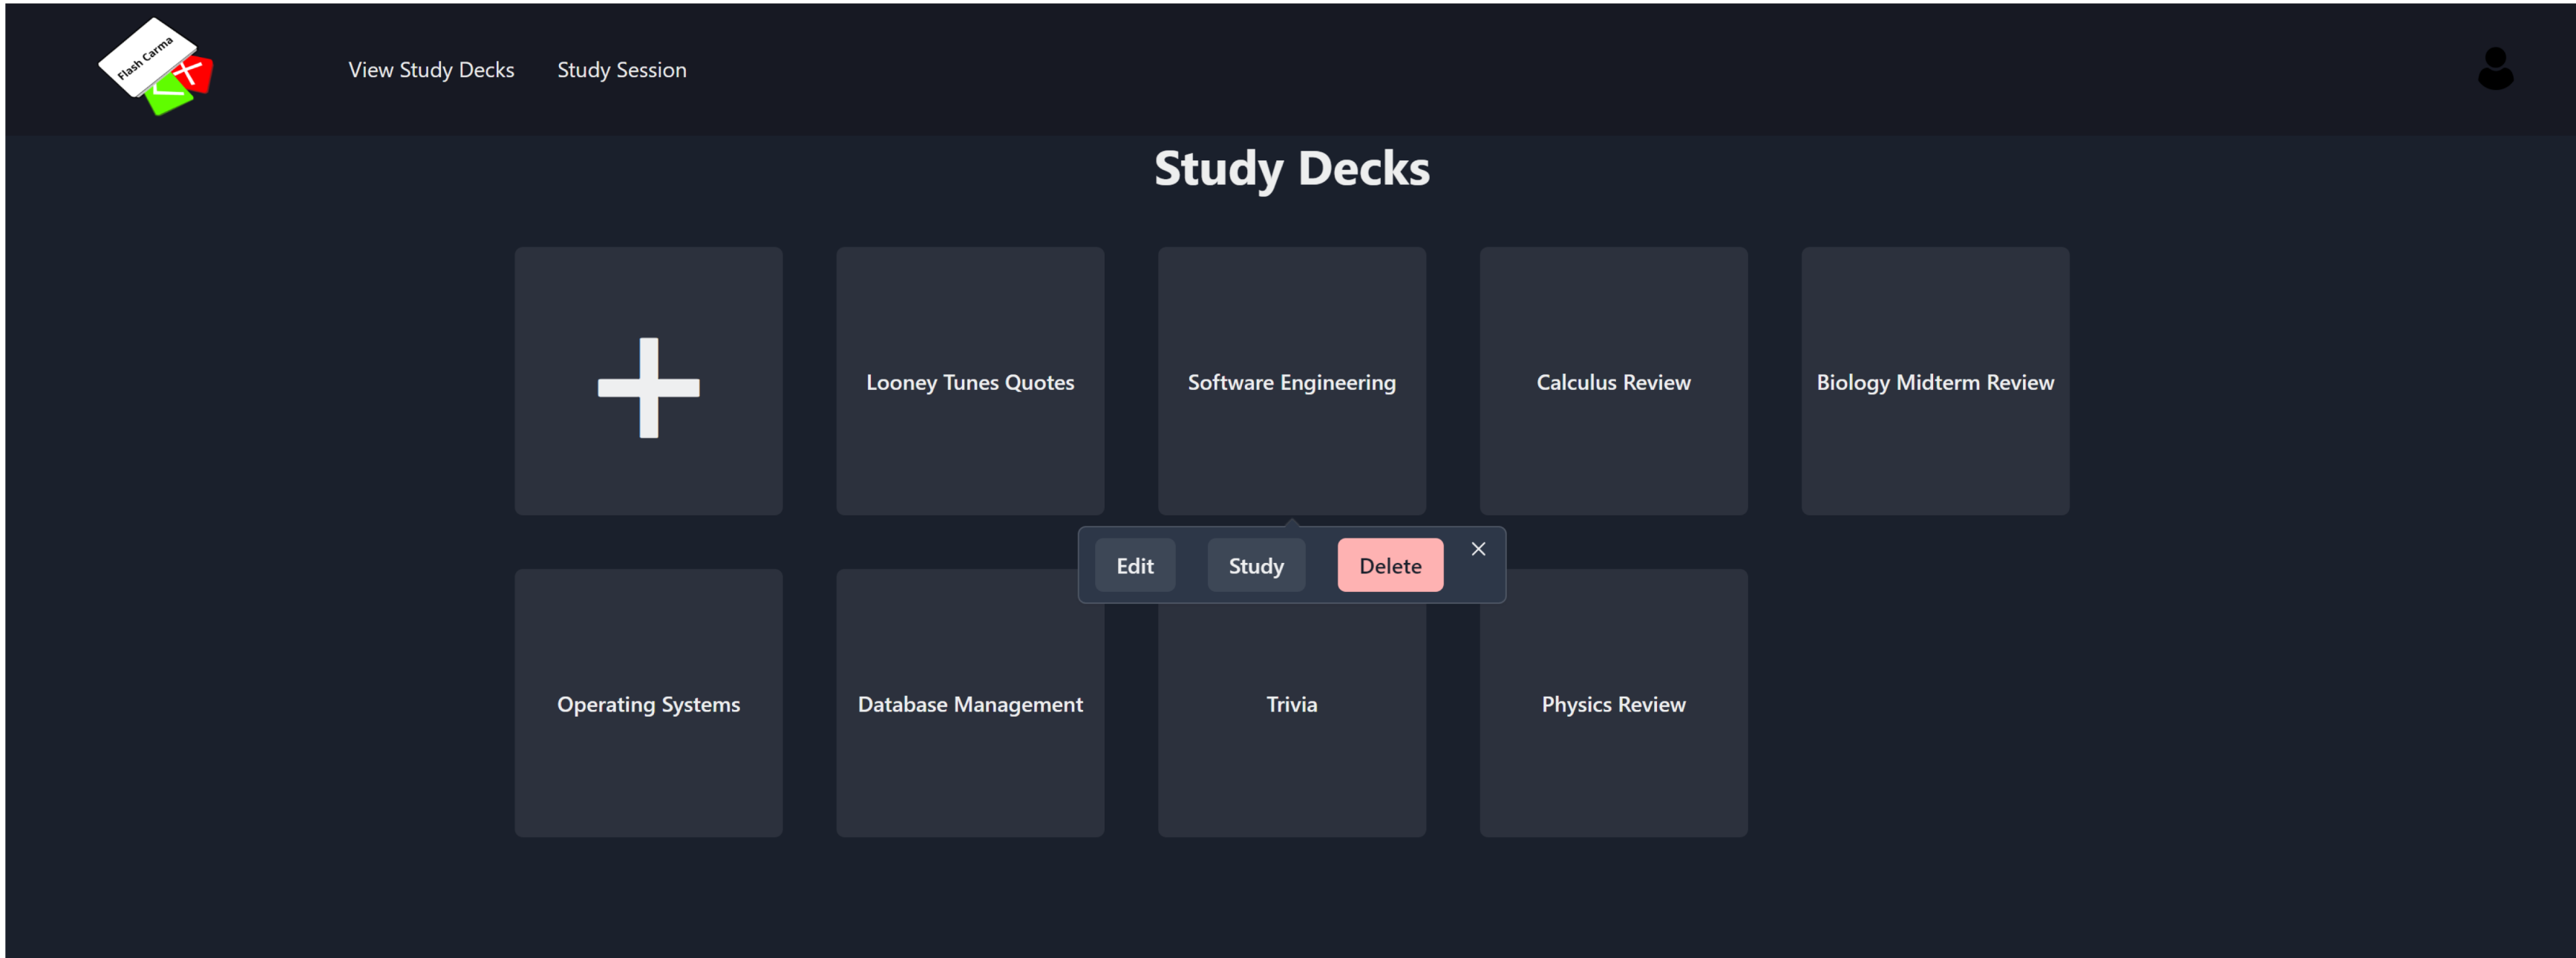 Flash Carma
View Study Decks
Study Session
Study Decks
Looney Tunes Quotes
Software Engineering
Calculus Review
Biology Midterm Review
Edit
Study
Delete
Operating Systems
Database Management
Trivia
Physics Review